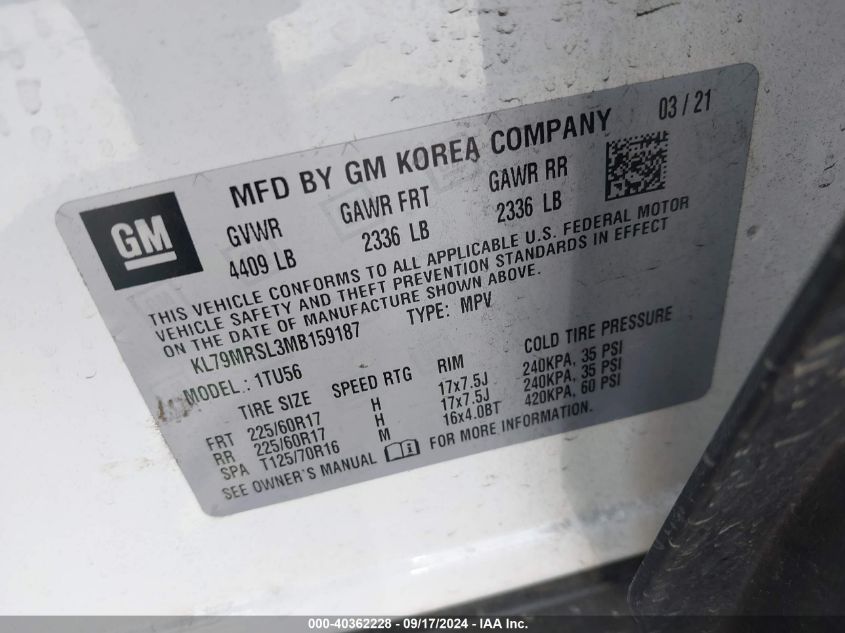 GM
MFD BY GM KOREA COMPANY 03 / 21
GVWR GAWR FRT GAWR RR
4409 LB 2336 LB 2336 LB
THIS VEHICLE CONFORMS TO ALL APPLICABLE U.S. FEDERAL MOTOR
VEHICLE SAFETY AND THEFT PREVENTION STANDARDS IN EFFECT
ON THE DATE OF MANUFACTURE SHOWN ABOVE.
KL79MRSL3MB159187 TYPE: MPV
MODEL: 1TU56
TIRE SIZE SPEED RTG RIM COLD TIRE PRESSURE
FRT 225/60R17 H 17x7.5J 240KPA, 35 PSI
RR 225/60R17 H 17x7.5J 240KPA, 35 PSI
SPA T125/70R16 M 16x4.0BT 420KPA, 60 PSI
SEE OWNER'S MANUAL FOR MORE INFORMATION.
000-40362228 - 09/17/2024 - IAA Inc.